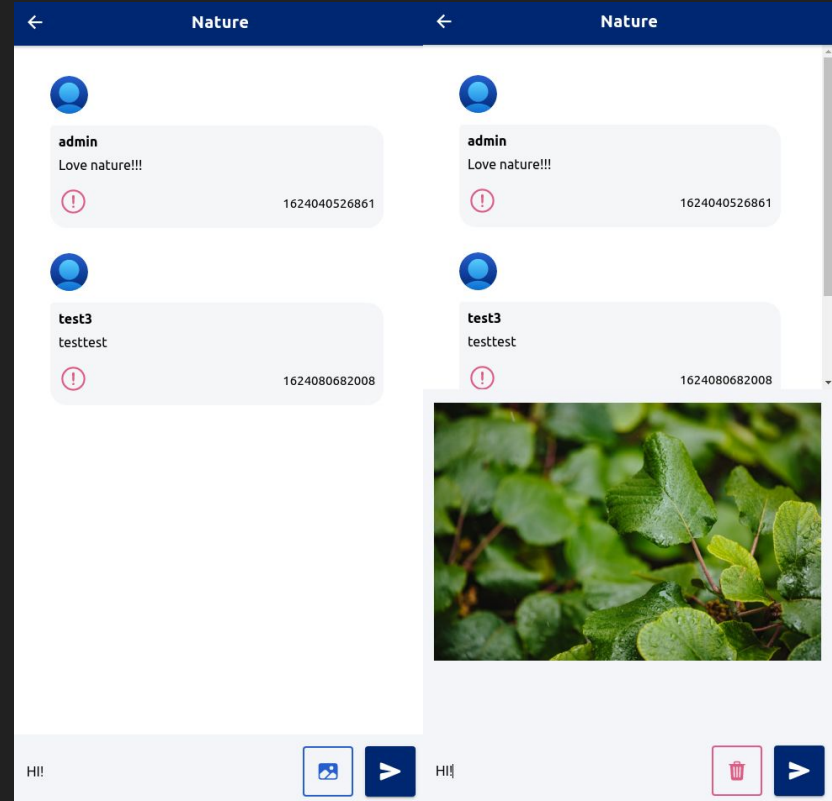 Nature
admin
Love nature!!!
1624040526861
test3
testtest
1624080682008
HI!
Nature
admin
Love nature!!!
1624040526861
test3
testtest
1624080682008
HI!